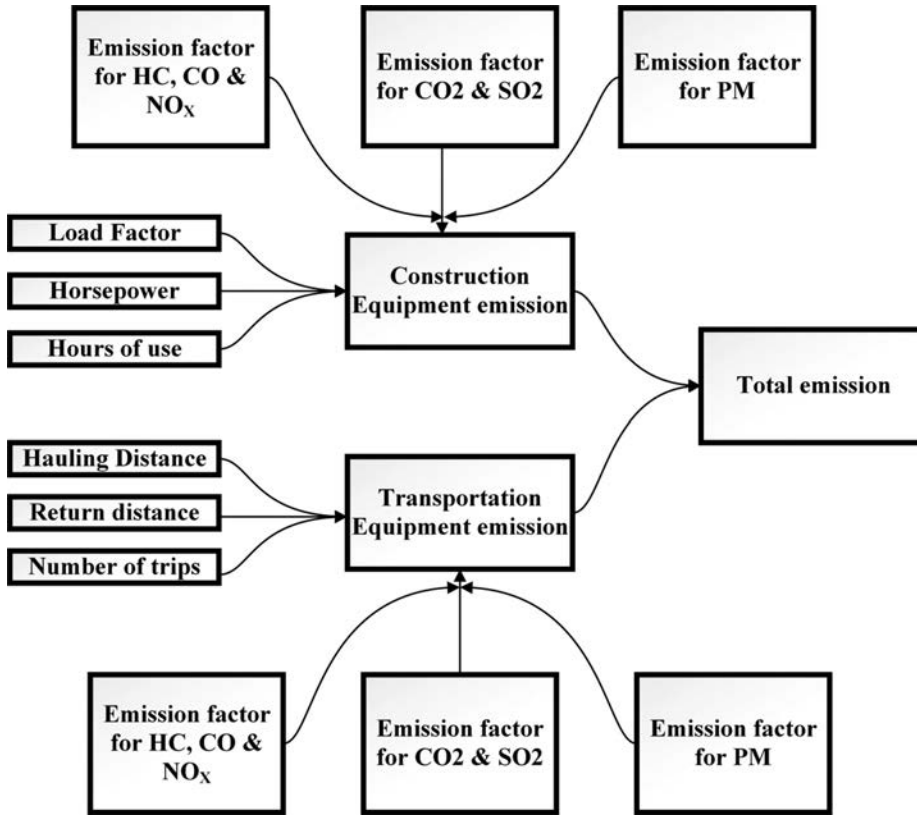 Emission factor
for HC, CO &
NOX
Emission factor
for CO2 & SO2
Emission factor
for PM
Load Factor
Horsepower
Hours of use
Construction
Equipment emission
Total emission
Hauling Distance
Return distance
Number of trips
Transportation
Equipment emission
Emission factor
for HC, CO &
NOX
Emission factor
for CO2 & SO2
Emission factor
for PM